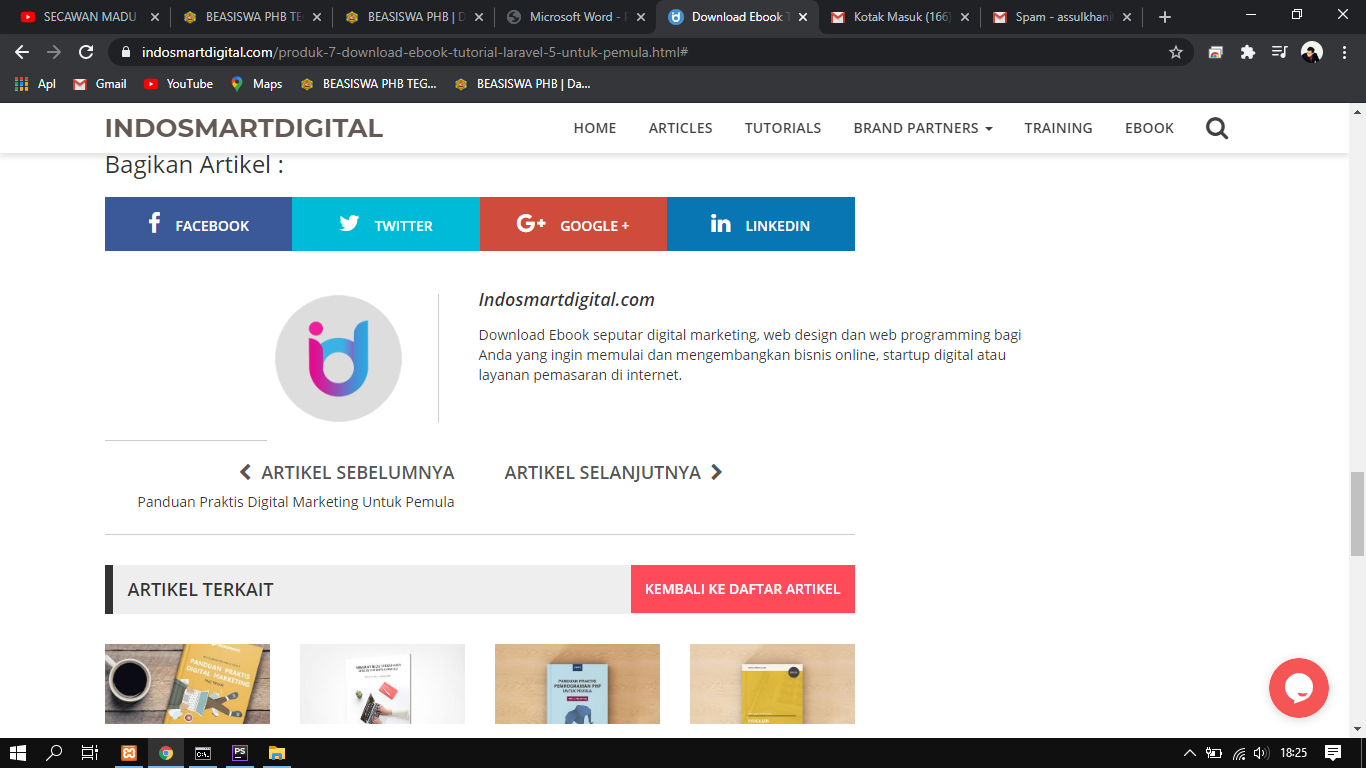 SECAWAN MADU
BEASISWA PHB TE
BEASISWA PHB | D
Microsoft Word -
Download Ebook T
Kotak Masuk (166)
Spam - assulkhani
indosmartdigital.com/produk-7-download-ebook-tutorial-laravel-5-untuk-pemula.html#
Apl
Gmail
YouTube
Maps
BEASISWA PHB TEG...
BEASISWA PHB | Da...
INDOSMARTDIGITAL
HOME
ARTICLES
TUTORIALS
BRAND PARTNERS
TRAINING
EBOOK
Bagikan Artikel :
FACEBOOK
TWITTER
GOOGLE +
LINKEDIN
Indosmartdigital.com
Download Ebook seputar digital marketing, web design dan web programming bagi
Anda yang ingin memulai dan mengembangkan bisnis online, startup digital atau
layanan pemasaran di internet.
ARTIKEL SEBELUMNYA
Panduan Praktis Digital Marketing Untuk Pemula
ARTIKEL SELANJUTNYA
ARTIKEL TERKAIT
KEMBALI KE DAFTAR ARTIKEL
PANDUAN PRAKTIS
DIGITAL MARKETING
PANDUAN PRAKTIS
PEMROGRAMAN PHP
UNTUK PEMULA
18:25